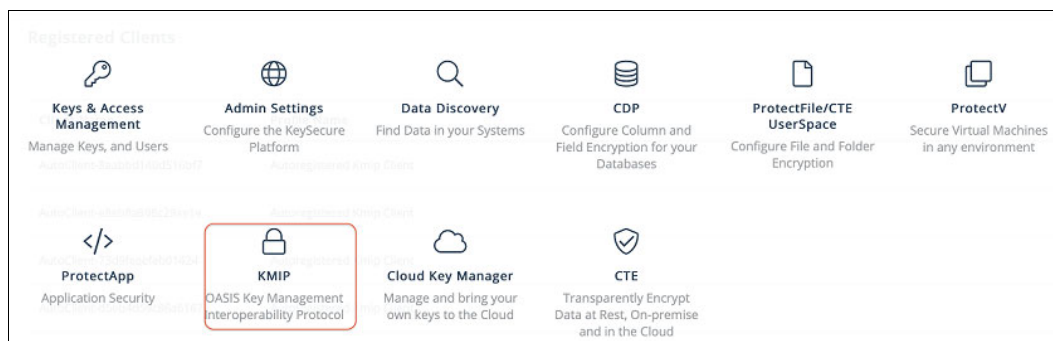 Registered Clients
Keys & Access
Management
Manage Keys, and Users
Admin Settings
Configure the KeySecure
Platform
Data Discovery
Find Data in your Systems
CDP
Configure Column and
Field Encryption for your
Databases
ProtectFile/CTE
UserSpace
Configure File and Folder
Encryption
ProtectV
Secure Virtual Machines
in any environment
ProtectApp
Application Security
KMIP
OASIS Key Management
Interoperability Protocol
Cloud Key Manager
Manage and bring your
own keys to the Cloud
CTE
Transparently Encrypt
Data at Rest, On-premise
and in the Cloud